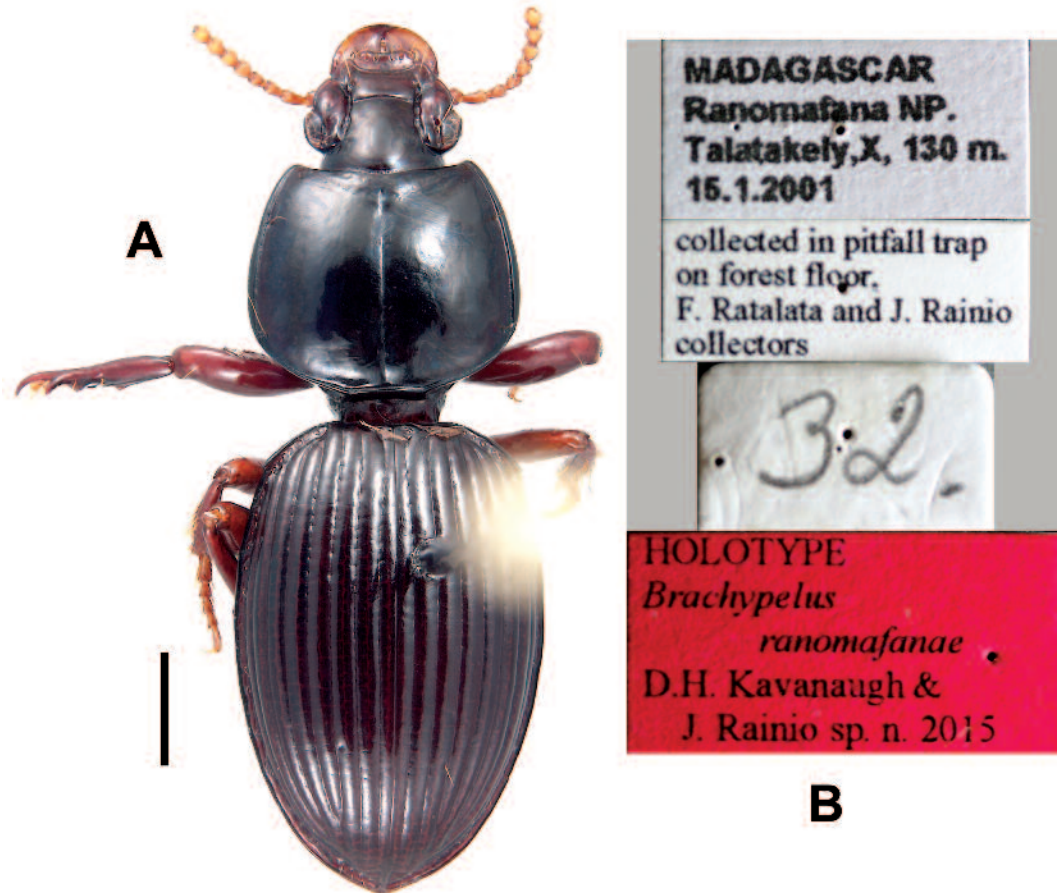 A
MADAGASCAR
Ranomafana NP.
Talatakely,X, 130 m.
15.1.2001
collected in pitfall trap
on forest floor.
F. Ratalata and J. Rainio
collectors
B2
HOLOTYPE
Brachypelus
ranomafanae
D.H. Kavanaugh &
J. Rainio sp. n. 2015
B